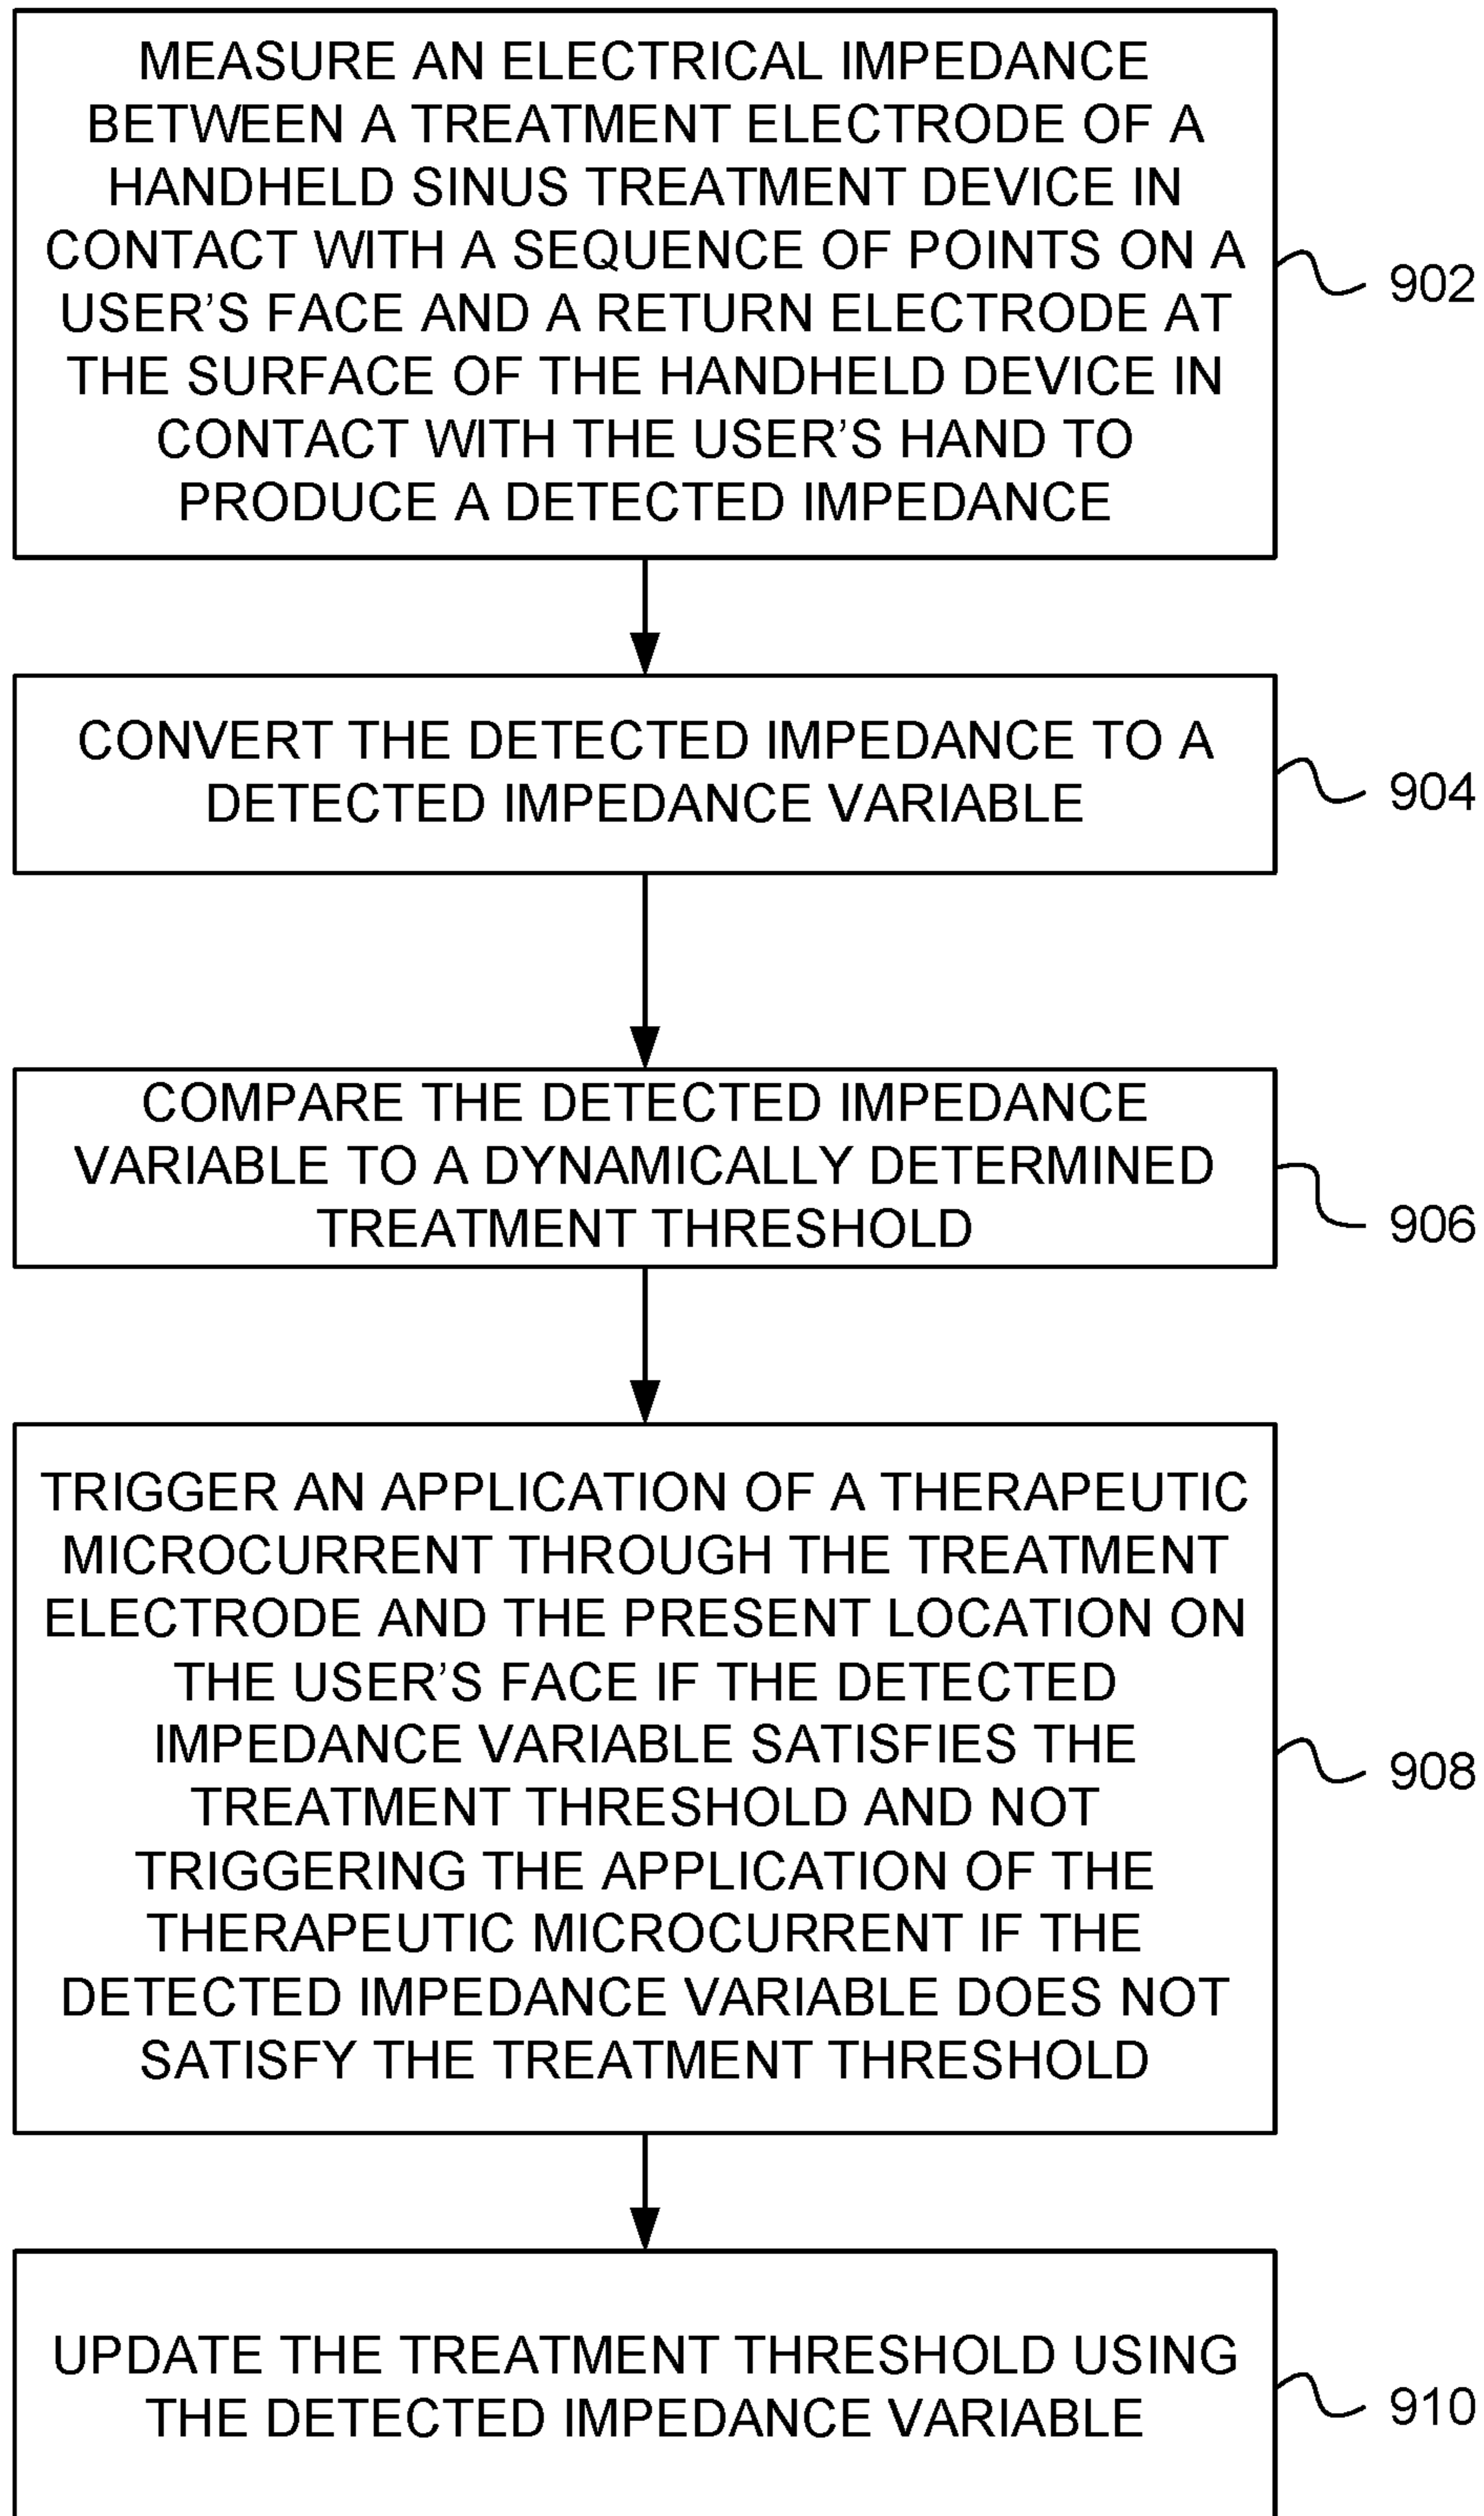 MEASURE AN ELECTRICAL IMPEDANCE
BETWEEN A TREATMENT ELECTRODE OF A
HANDHELD SINUS TREATMENT DEVICE IN
CONTACT WITH A SEQUENCE OF POINTS ON A
USER'S FACE AND A RETURN ELECTRODE AT
THE SURFACE OF THE HANDHELD DEVICE IN
CONTACT WITH THE USER'S HAND TO
PRODUCE A DETECTED IMPEDANCE
902
CONVERT THE DETECTED IMPEDANCE TO A
DETECTED IMPEDANCE VARIABLE
904
COMPARE THE DETECTED IMPEDANCE
VARIABLE TO A DYNAMICALLY DETERMINED
TREATMENT THRESHOLD
906
TRIGGER AN APPLICATION OF A THERAPEUTIC
MICROCURRENT THROUGH THE TREATMENT
ELECTRODE AND THE PRESENT LOCATION ON
THE USER'S FACE IF THE DETECTED
IMPEDANCE VARIABLE SATISFIES THE
TREATMENT THRESHOLD AND NOT
TRIGGERING THE APPLICATION OF THE
THERAPEUTIC MICROCURRENT IF THE
DETECTED IMPEDANCE VARIABLE DOES NOT
SATISFY THE TREATMENT THRESHOLD
908
UPDATE THE TREATMENT THRESHOLD USING
THE DETECTED IMPEDANCE VARIABLE
910